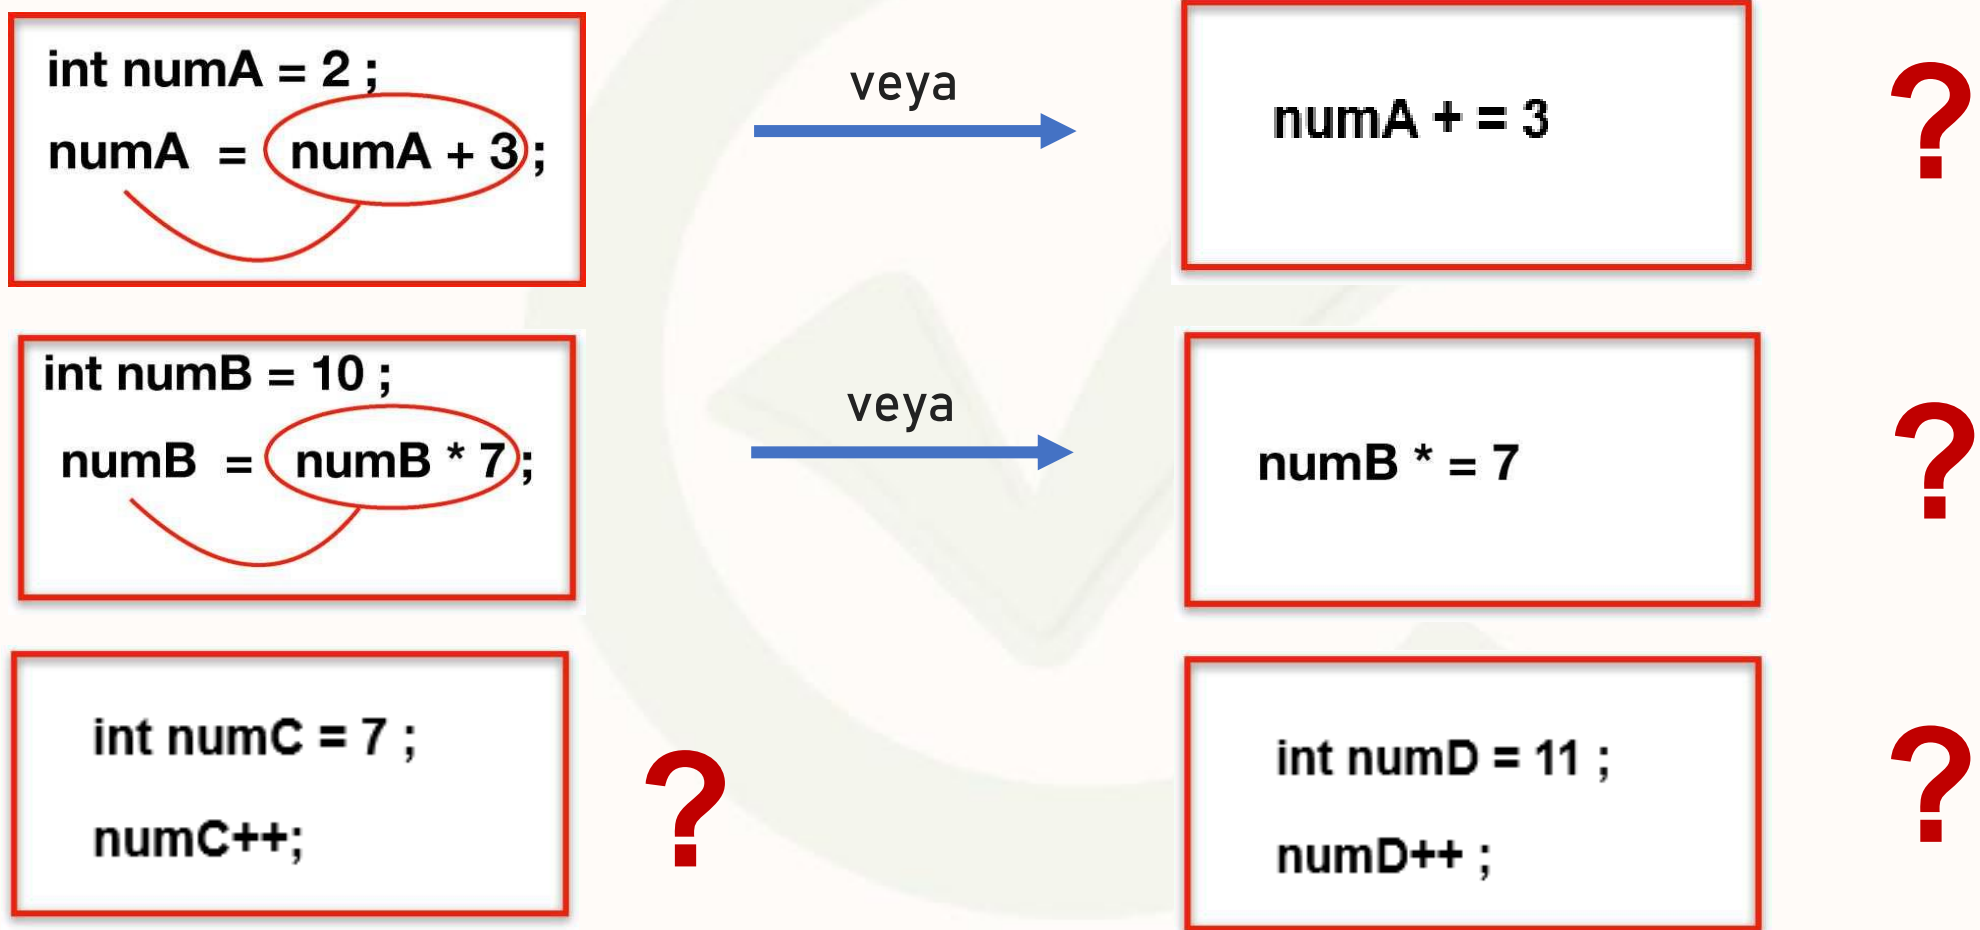 int numA = 2 ;
numA = numA + 3 ;
veya
numA + = 3
?
int numB = 10 ;
numB = numB * 7 ;
veya
numB * = 7
?
int numC = 7 ;
numC++;
?
int numD = 11 ;
numD++ ;
?